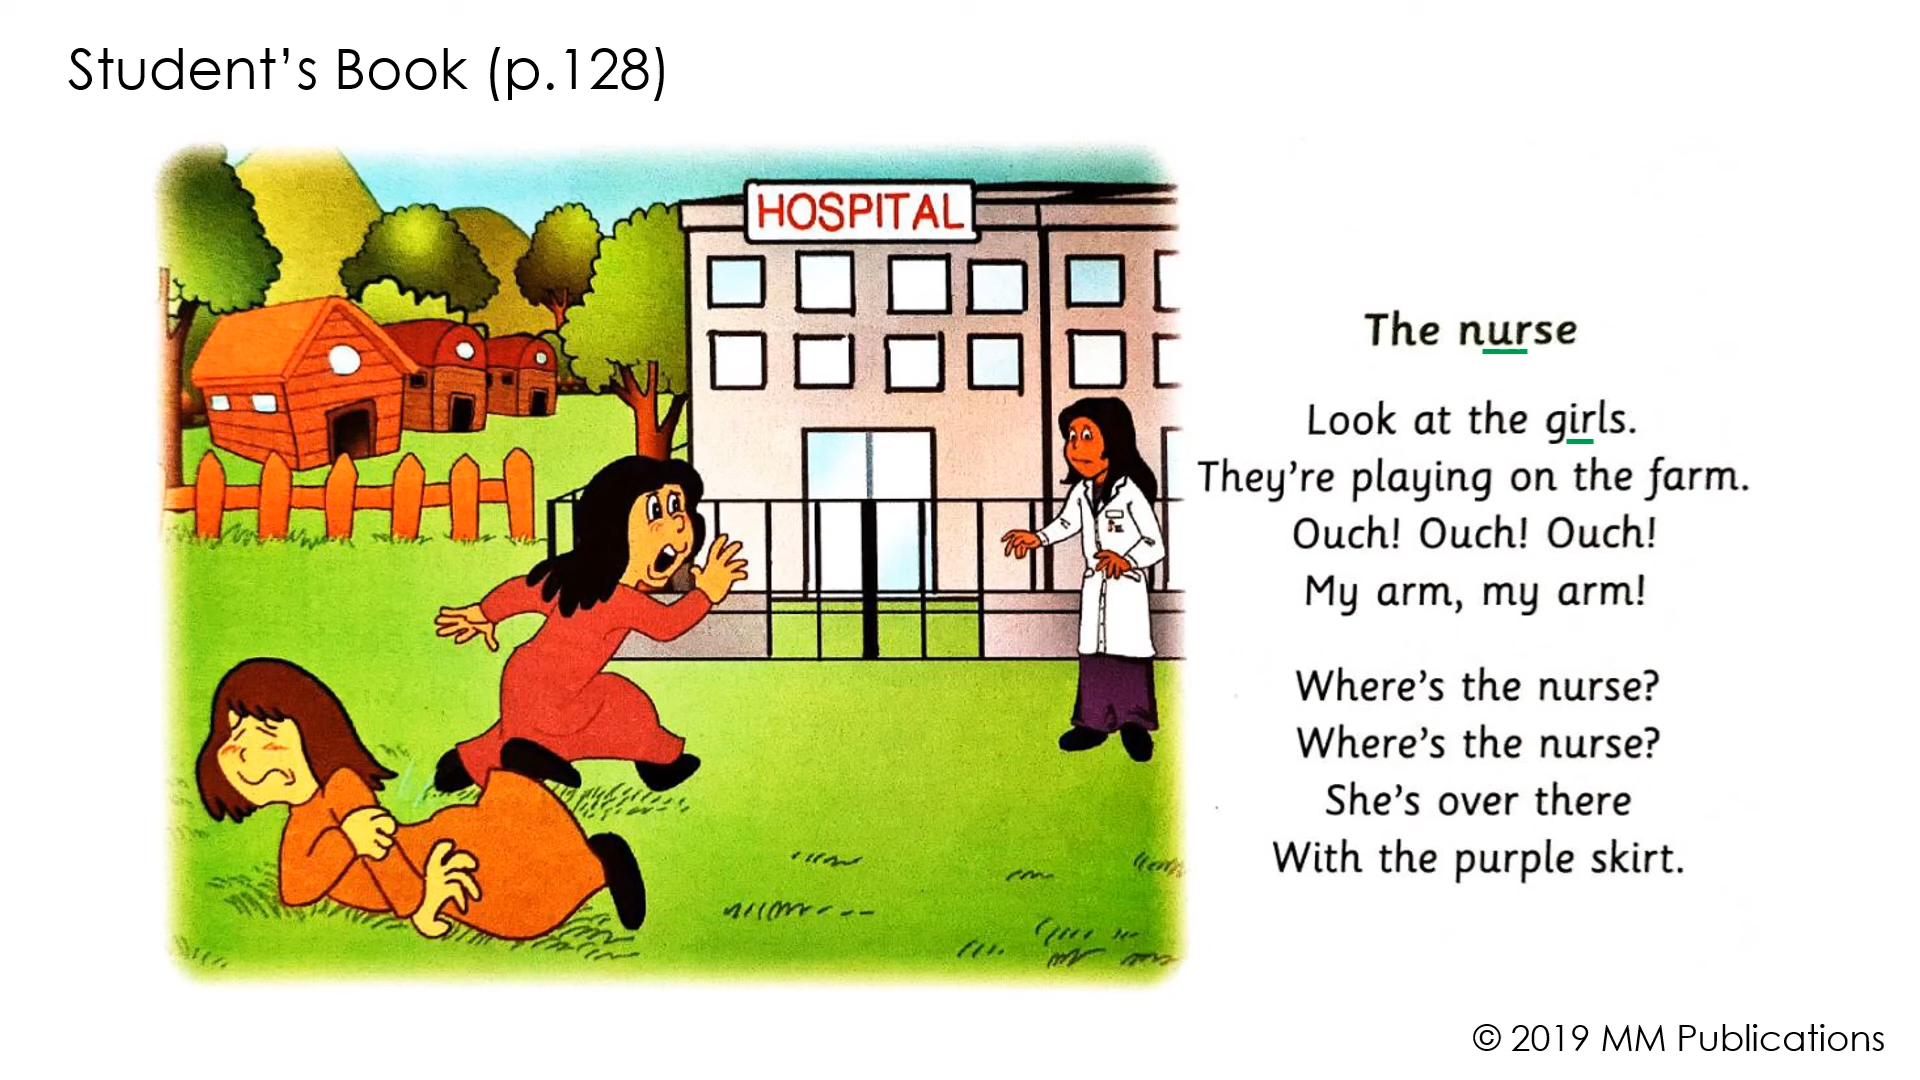 Student's Book (p.128)
HOSPITAL
The nurse
Look at the girls.
They're playing on the farm.
Ouch! Ouch! Ouch!
My arm, my arm!
Where's the nurse?
Where's the nurse?
She's over there
With the purple skirt.
© 2019 MM Publications